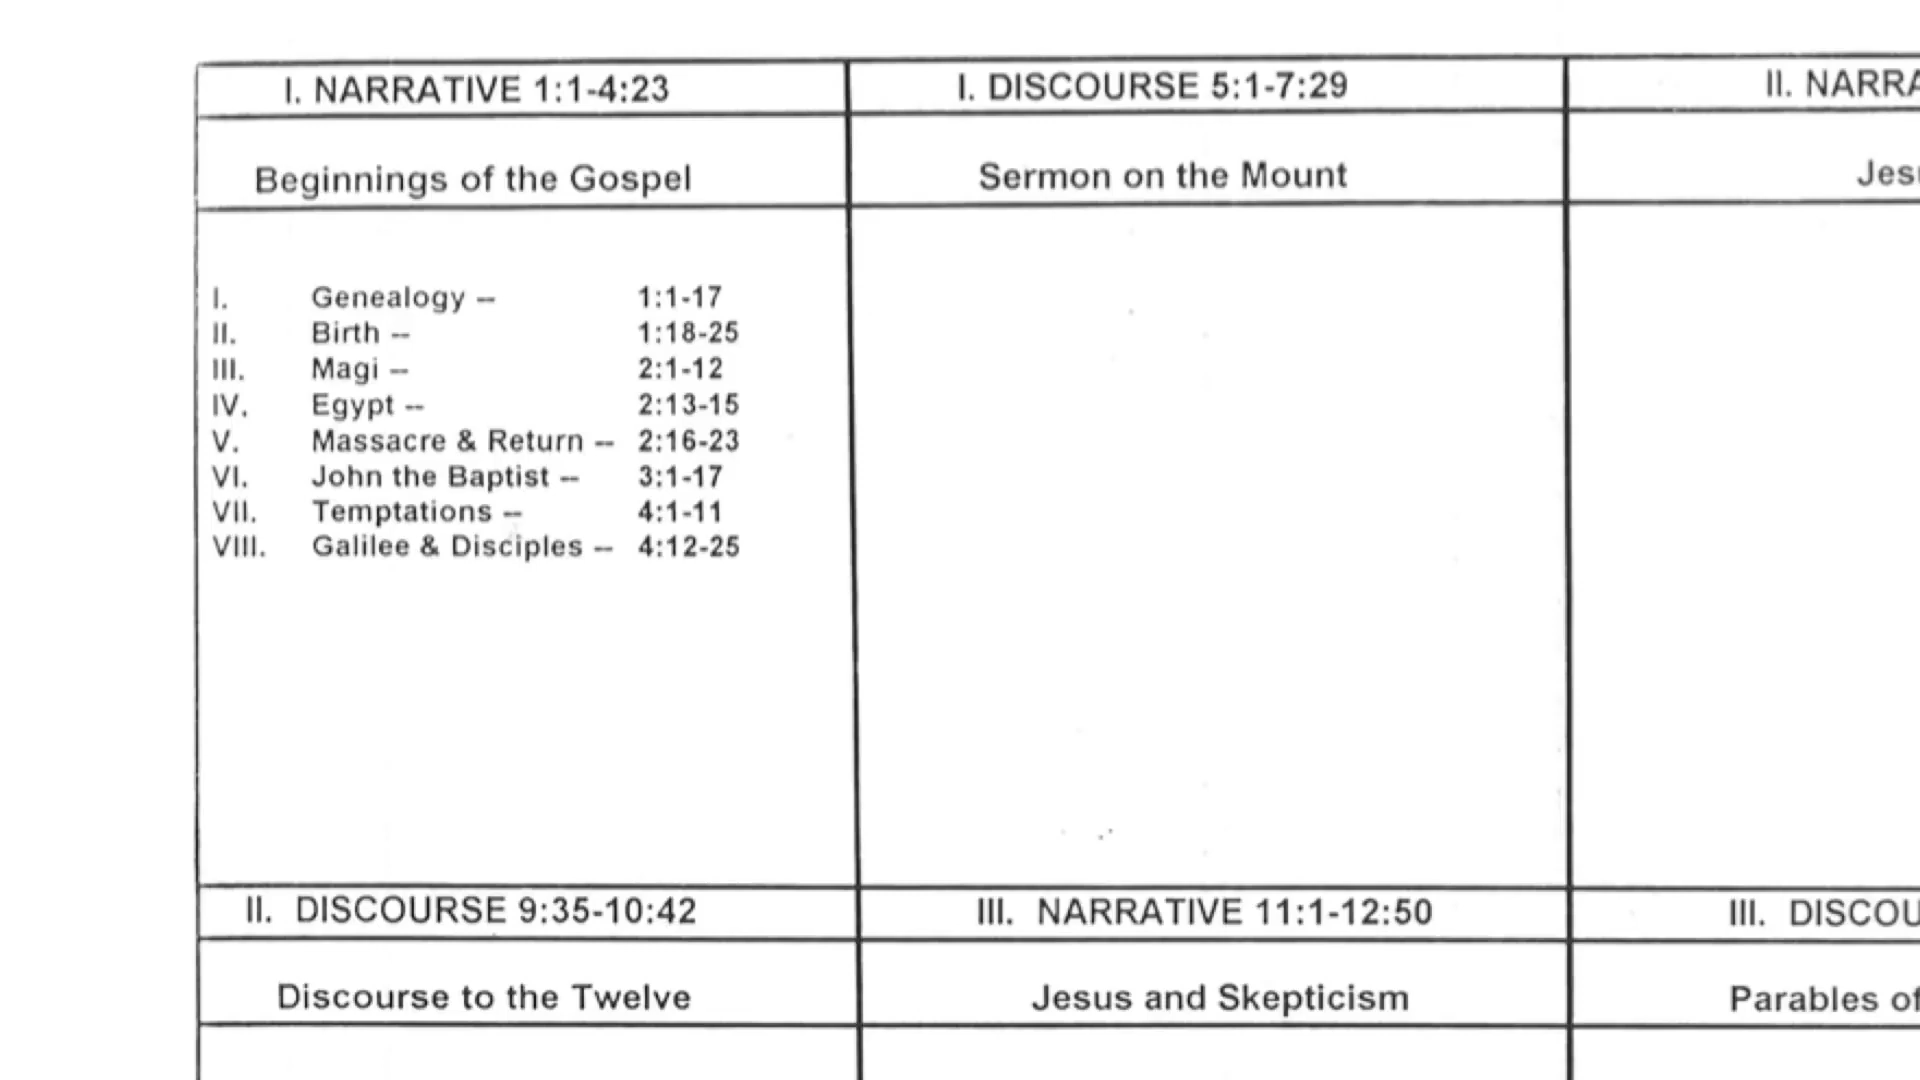 I. NARRATIVE 1:1-4:23
I. DISCOURSE 5:1-7:29
II.
Beginnings of the Gospel
Sermon on the Mount
I. Genealogy -- 1:1-17
II. Birth -- 1:18-25
III. Magi -- 2:1-12
IV. Egypt -- 2:13-15
V. Massacre & Return -- 2:16-23
VI. John the Baptist -- 3:1-17
VII. Temptations -- 4:1-11
VIII. Galilee & Disciples -- 4:12-25
II. DISCOURSE 9:35-10:42
III. NARRATIVE 11:1-12:50
III.
Discourse to the Twelve
Jesus and Skepticism
Parables of